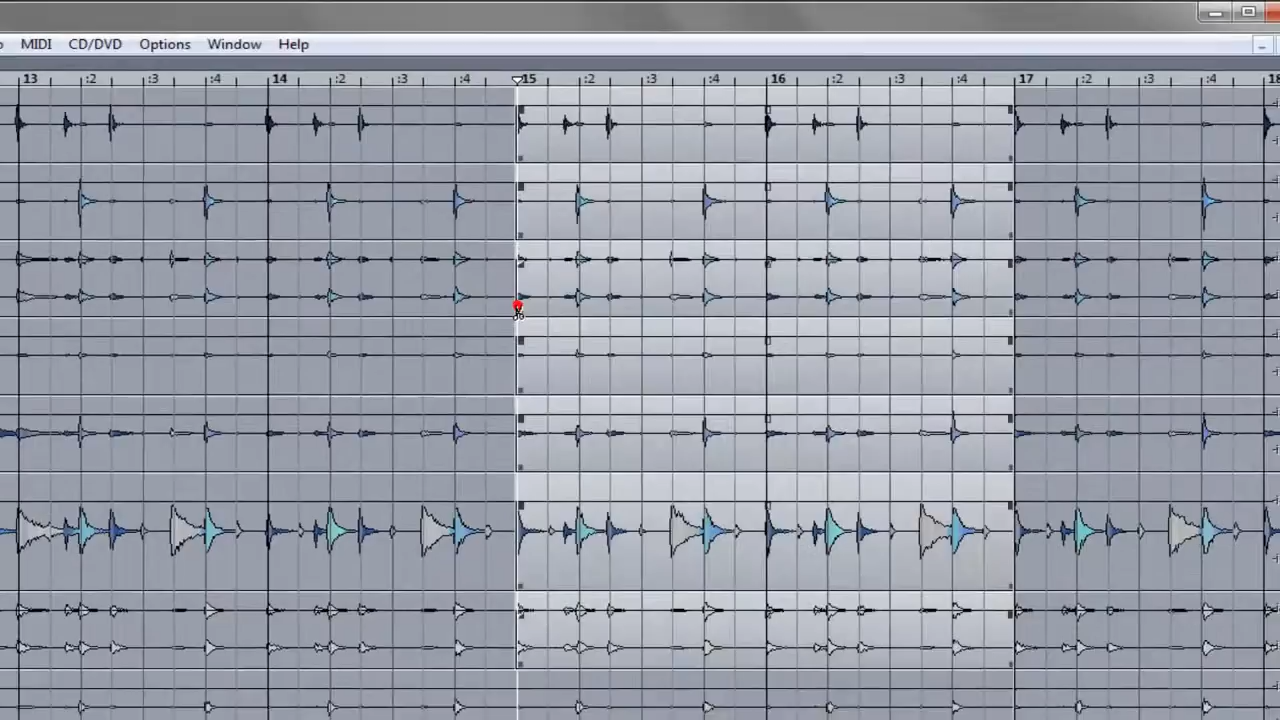 MIDI CD/DVD Options Window Help
13 :2 :3 :4 14 :2 :3 :4 15 :2 :3 :4 16 :2 :3 :4 17 :2 :3 :4 18